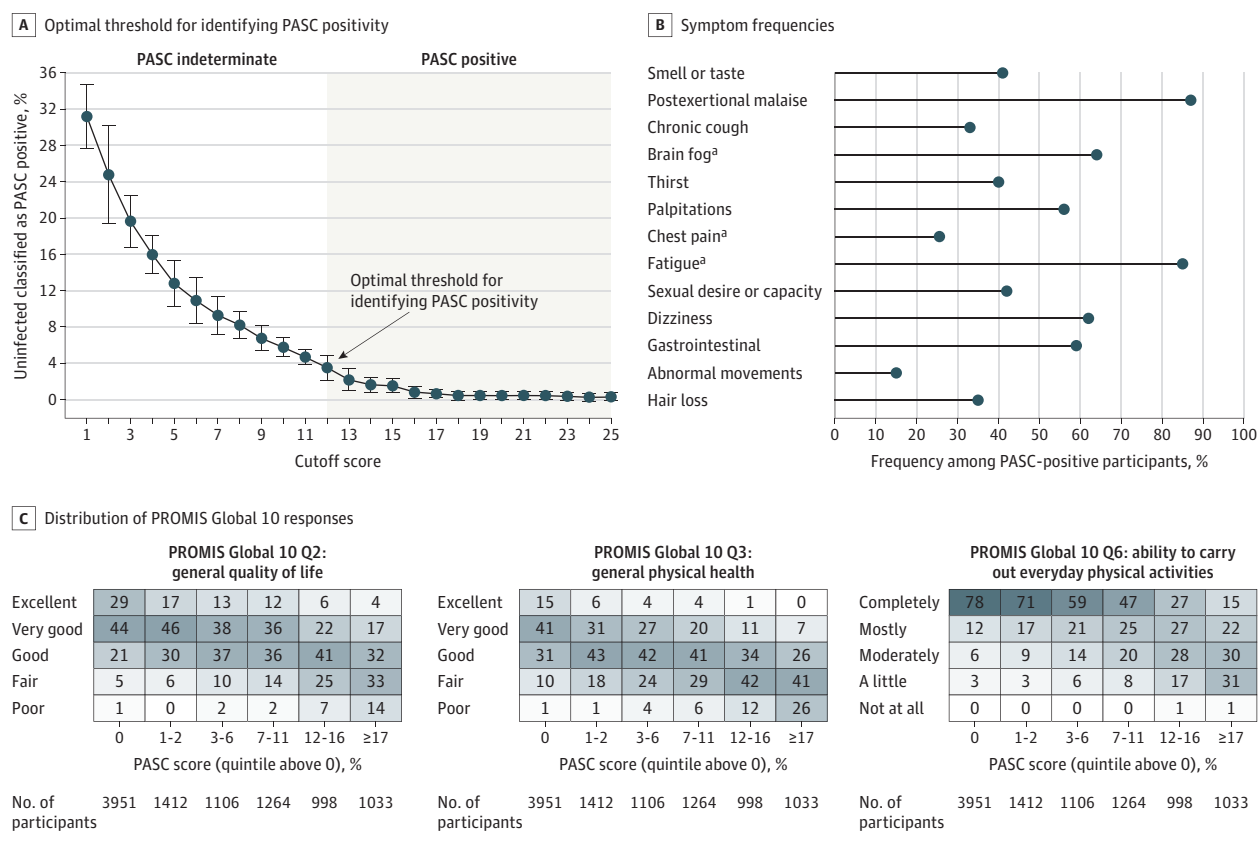 A Optimal threshold for identifying PASC positivity
PASC indeterminate PASC positive
Uninfected classified as PASC positive, %
36
32
28
24
20
16
12
8
4
0
Optimal threshold for
identifying PASC positivity
1 3 5 7 9 11 13 15 17 19 21 23 25
Cutoff score
B Symptom frequencies
Smell or taste
Postexertional malaise
Chronic cough
Brain fogᵃ
Thirst
Palpitations
Chest painᵃ
Fatigueᵃ
Sexual desire or capacity
Dizziness
Gastrointestinal
Abnormal movements
Hair loss
0 10 20 30 40 50 60 70 80 90 100
Frequency among PASC-positive participants, %
C Distribution of PROMIS Global 10 responses
PROMIS Global 10 Q2:
general quality of life
Excellent 29 17 13 12 6 4
Very good 44 46 38 36 22 17
Good 21 30 37 36 41 32
Fair 5 6 10 14 25 33
Poor 1 0 2 2 7 14
0 1-2 3-6 7-11 12-16 ≥17
PASC score (quintile above 0), %
No. of 3951 1412 1106 1264 998 1033
participants
PROMIS Global 10 Q3:
general physical health
Excellent 15 6 4 4 1 0
Very good 41 31 27 20 11 7
Good 31 43 42 41 34 26
Fair 10 18 24 29 42 41
Poor 1 1 4 6 12 26
0 1-2 3-6 7-11 12-16 ≥17
PASC score (quintile above 0), %
No. of 3951 1412 1106 1264 998 1033
participants
PROMIS Global 10 Q6: ability to carry
out everyday physical activities
Completely 78 71 59 47 27 15
Mostly 12 17 21 25 27 22
Moderately 6 9 14 20 28 30
A little 3 3 6 8 17 31
Not at all 0 0 0 0 1 1
0 1-2 3-6 7-11 12-16 ≥17
PASC score (quintile above 0), %
No. of 3951 1412 1106 1264 998 1033
participants